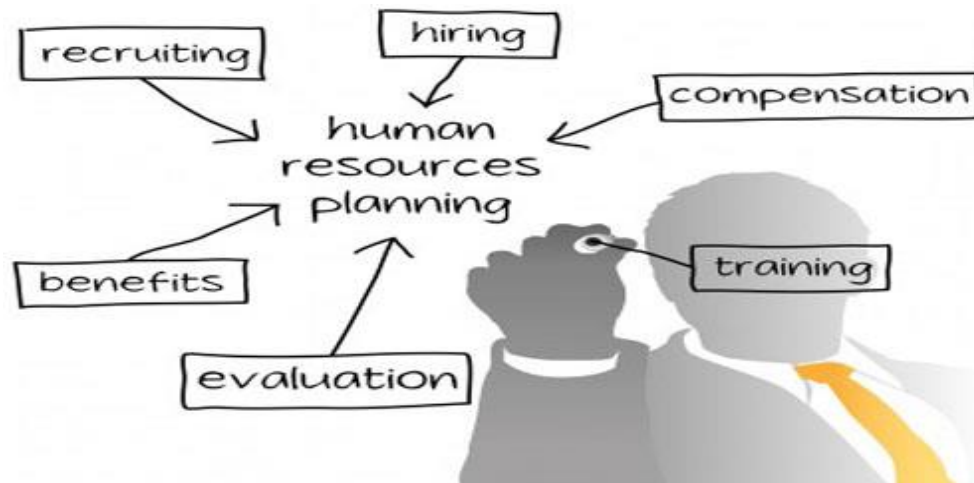 recruiting
hiring
compensation
human
resources
planning
benefits
training
evaluation